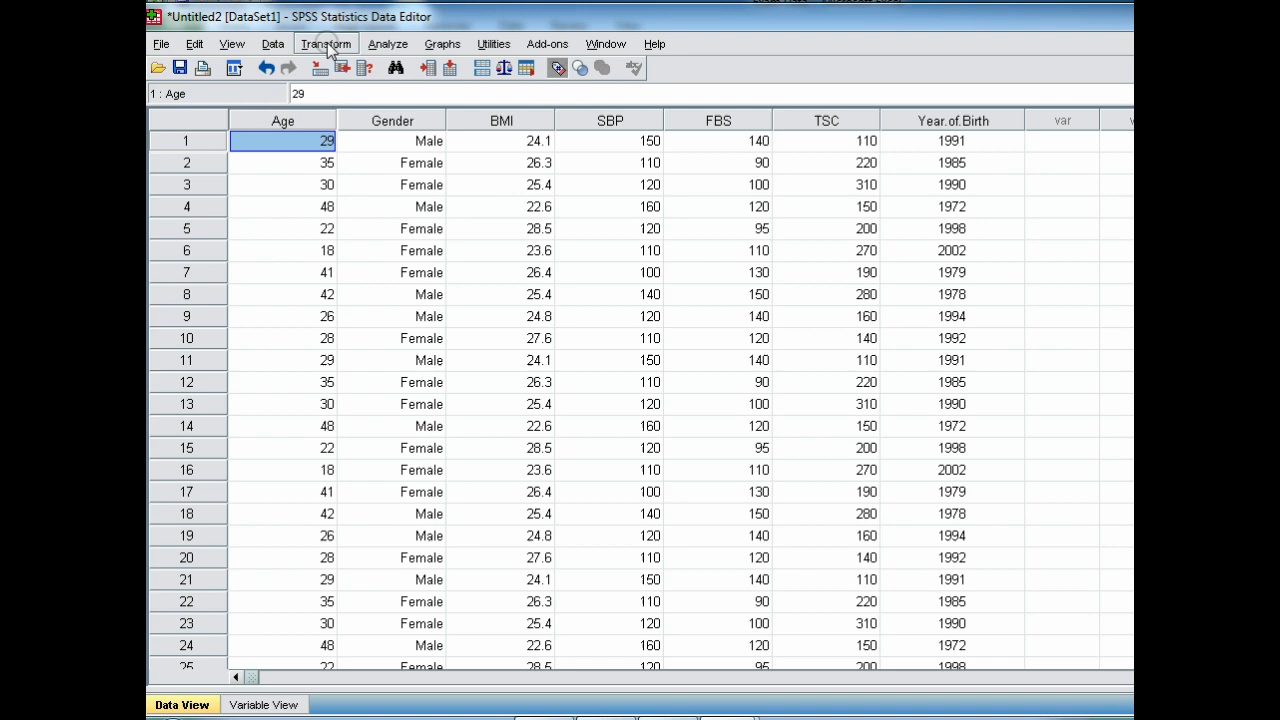 *Untitled2 [DataSet1] - SPSS Statistics Data Editor
File Edit View Data Transform Analyze Graphs Utilities Add-ons Window Help
1 : Age 29
Age Gender BMI SBP FBS TSC Year.of.Birth var
1 29 Male 24.1 150 140 110 1991
2 35 Female 26.3 110 90 220 1985
3 30 Female 25.4 120 100 310 1990
4 48 Male 22.6 160 120 150 1972
5 22 Female 28.5 120 95 200 1998
6 18 Female 23.6 110 110 270 2002
7 41 Female 26.4 100 130 190 1979
8 42 Male 25.4 140 150 280 1978
9 26 Male 24.8 120 140 160 1994
10 28 Female 27.6 110 120 140 1992
11 29 Male 24.1 150 140 110 1991
12 35 Female 26.3 110 90 220 1985
13 30 Female 25.4 120 100 310 1990
14 48 Male 22.6 160 120 150 1972
15 22 Female 28.5 120 95 200 1998
16 18 Female 23.6 110 110 270 2002
17 41 Female 26.4 100 130 190 1979
18 42 Male 25.4 140 150 280 1978
19 26 Male 24.8 120 140 160 1994
20 28 Female 27.6 110 120 140 1992
21 29 Male 24.1 150 140 110 1991
22 35 Female 26.3 110 90 220 1985
23 30 Female 25.4 120 100 310 1990
24 48 Male 22.6 160 120 150 1972
25 22 Female 28.5 120 95 200 1998
Data View Variable View